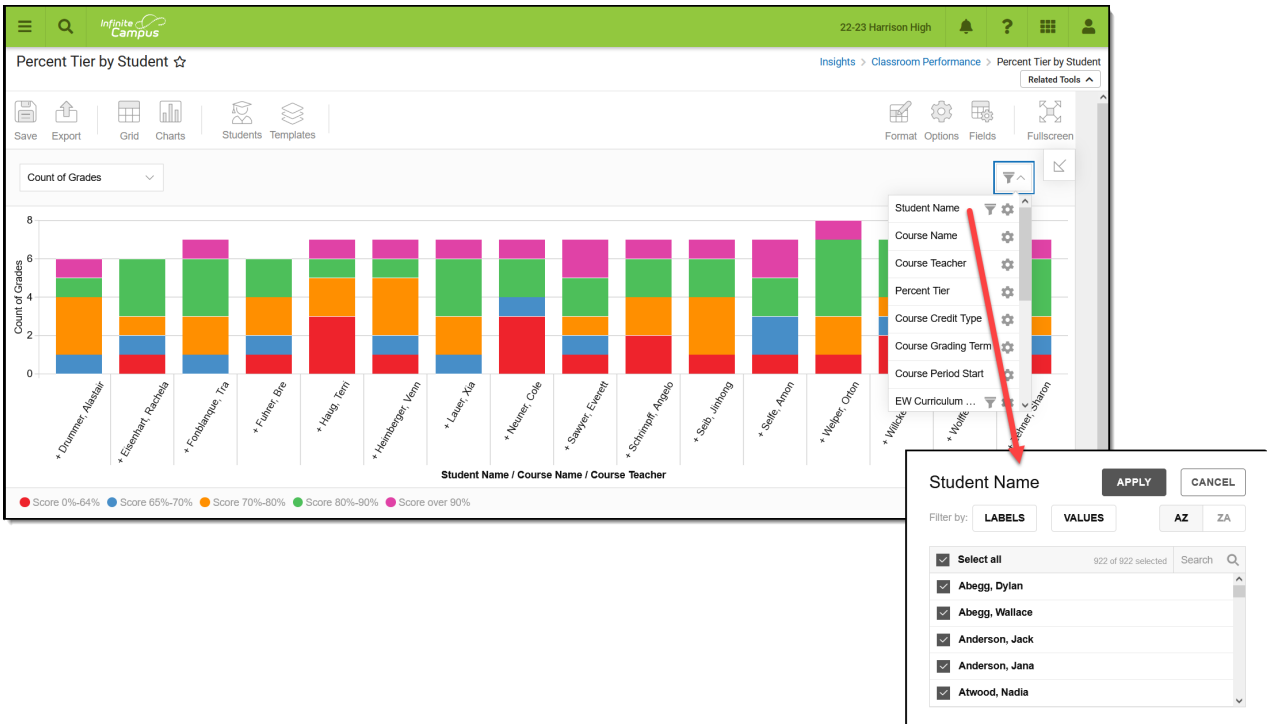 Infinite Campus
22-23 Harrison High
?
Percent Tier by Student
Insights > Classroom Performance > Percent Tier by Student
Related Tools
Save Export Grid Charts Students Templates Format Options Fields Fullscreen
Count of Grades
Student Name
Course Name
Course Teacher
Percent Tier
Course Credit Type
Course Grading Term
Course Period Start
EW Curriculum ...
Count of Grades
8
6
4
2
0
+ Drummer, Alastair
+ Eisenhart, Rachela
+ Fonblanque, Tra
+ Fuhrer, Bre
+ Haug, Terri
+ Heimberger, Venn
+ Lauer, Xia
+ Neuner, Cole
+ Sawyer, Everett
+ Schrimpff, Angelo
+ Seib, Jinhong
+ Selfe, Amon
+ Welper, Orton
Sharon
Student Name / Course Name / Course Teacher
Score 0%-64% Score 65%-70% Score 70%-80% Score 80%-90% Score over 90%
Student Name
APPLY CANCEL
Filter by: LABELS VALUES AZ ZA
Select all 922 of 922 selected Search
Abegg, Dylan
Abegg, Wallace
Anderson, Jack
Anderson, Jana
Atwood, Nadia